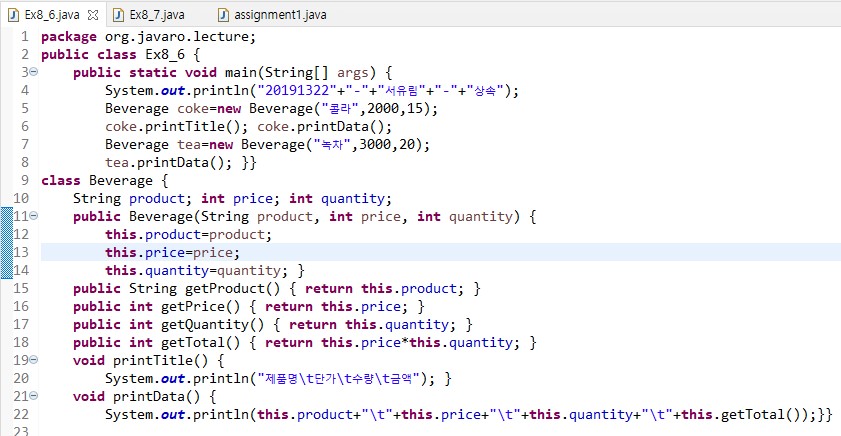 Ex8_6.java Ex8_7.java assignment1.java
1 package org.javaro.lecture;
2 public class Ex8_6 {
3 public static void main(String[] args) {
4 System.out.println("20191322"+"-"+"서유림"+"-"+"상속");
5 Beverage coke=new Beverage("콜라",2000,15);
6 coke.printTitle(); coke.printData();
7 Beverage tea=new Beverage("녹차",3000,20);
8 tea.printData(); }}
9 class Beverage {
10 String product; int price; int quantity;
11 public Beverage(String product, int price, int quantity) {
12 this.product=product;
13 this.price=price;
14 this.quantity=quantity; }
15 public String getProduct() { return this.product; }
16 public int getPrice() { return this.price; }
17 public int getQuantity() { return this.quantity; }
18 public int getTotal() { return this.price*this.quantity; }
19 void printTitle() {
20 System.out.println("제품명\t단가\t수량\t금액"); }
21 void printData() {
22 System.out.println(this.product+"\t"+this.price+"\t"+this.quantity+"\t"+this.getTotal());}}
23